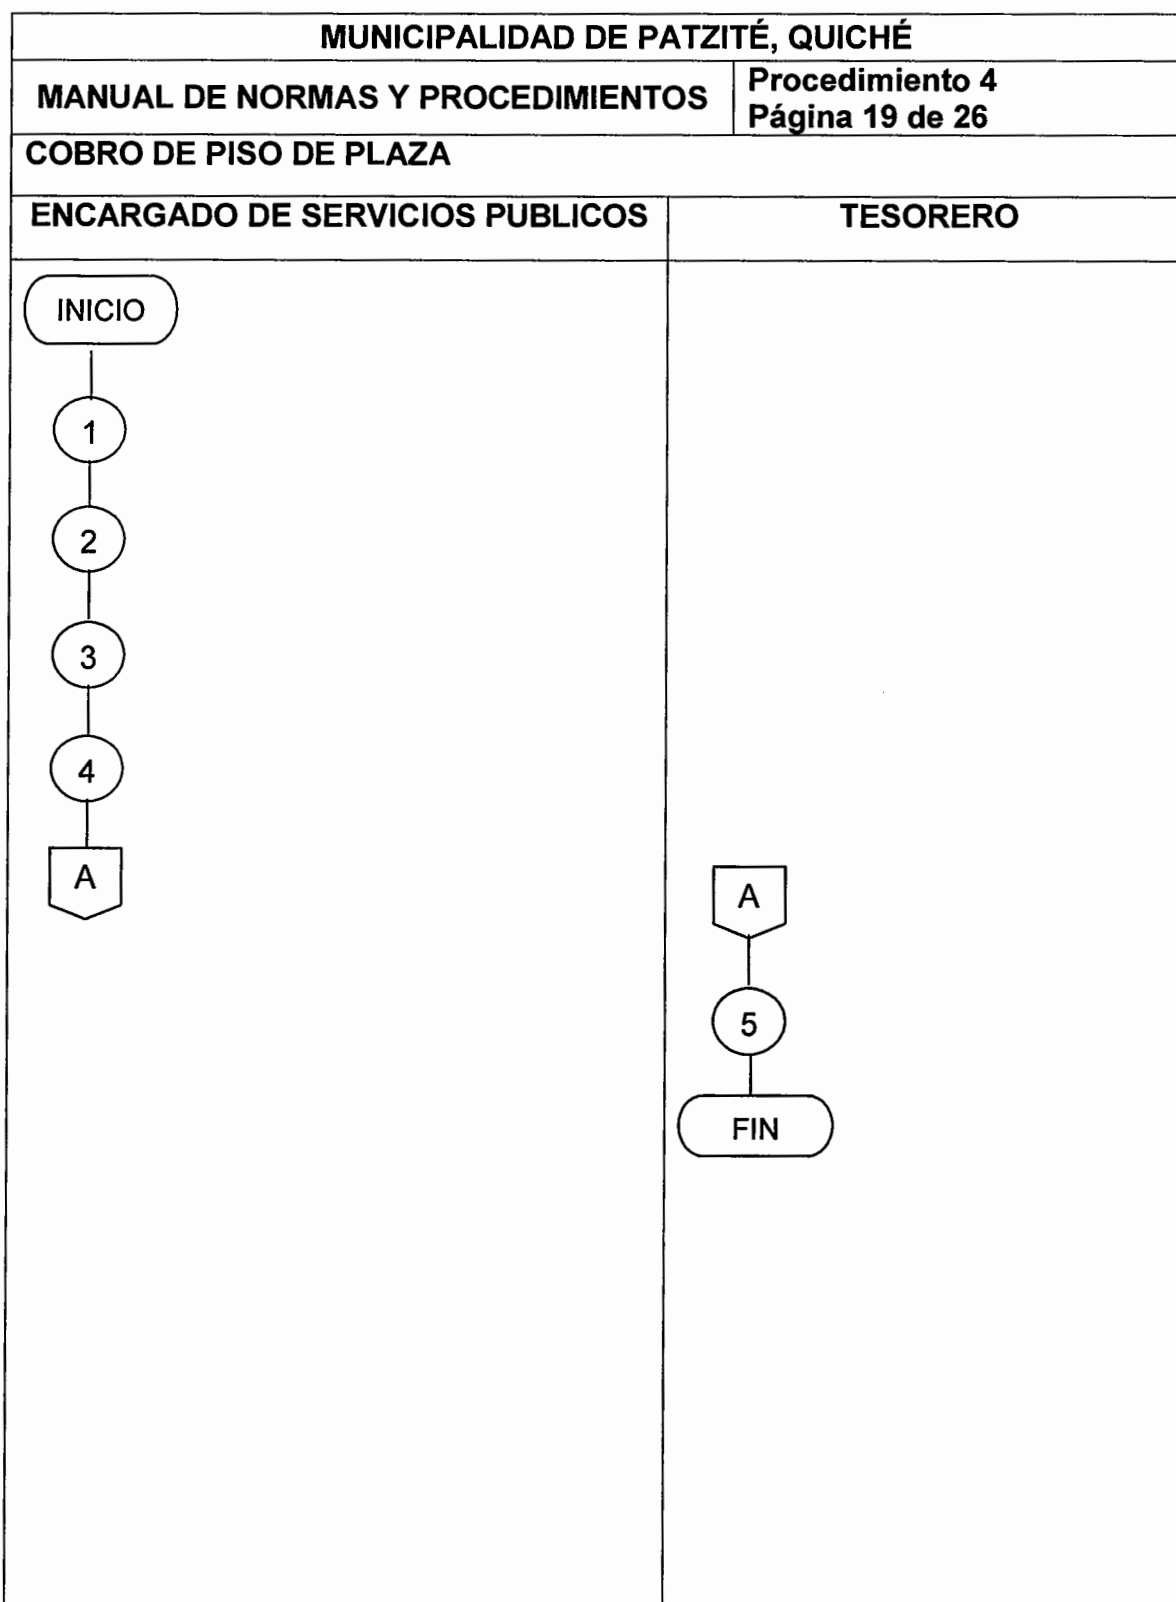 MUNICIPALIDAD DE PATZITÉ, QUICHÉ
MANUAL DE NORMAS Y PROCEDIMIENTOS
Procedimiento 4
Página 19 de 26
COBRO DE PISO DE PLAZA
ENCARGADO DE SERVICIOS PUBLICOS
TESORERO
INICIO
1
2
3
4
A
A
5
FIN